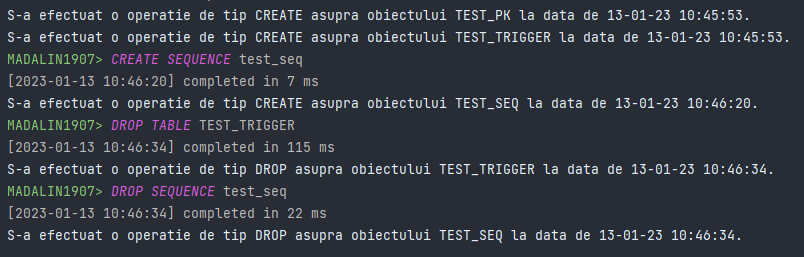 S-a efectuat o operatie de tip CREATE asupra obiectului TEST_PK la data de 13-01-23 10:45:53.
S-a efectuat o operatie de tip CREATE asupra obiectului TEST_TRIGGER la data de 13-01-23 10:45:53.
MADALIN1907> CREATE SEQUENCE test_seq
[2023-01-13 10:46:20] completed in 7 ms
S-a efectuat o operatie de tip CREATE asupra obiectului TEST_SEQ la data de 13-01-23 10:46:20.
MADALIN1907> DROP TABLE TEST_TRIGGER
[2023-01-13 10:46:34] completed in 115 ms
S-a efectuat o operatie de tip DROP asupra obiectului TEST_TRIGGER la data de 13-01-23 10:46:34.
MADALIN1907> DROP SEQUENCE test_seq
[2023-01-13 10:46:34] completed in 22 ms
S-a efectuat o operatie de tip DROP asupra obiectului TEST_SEQ la data de 13-01-23 10:46:34.